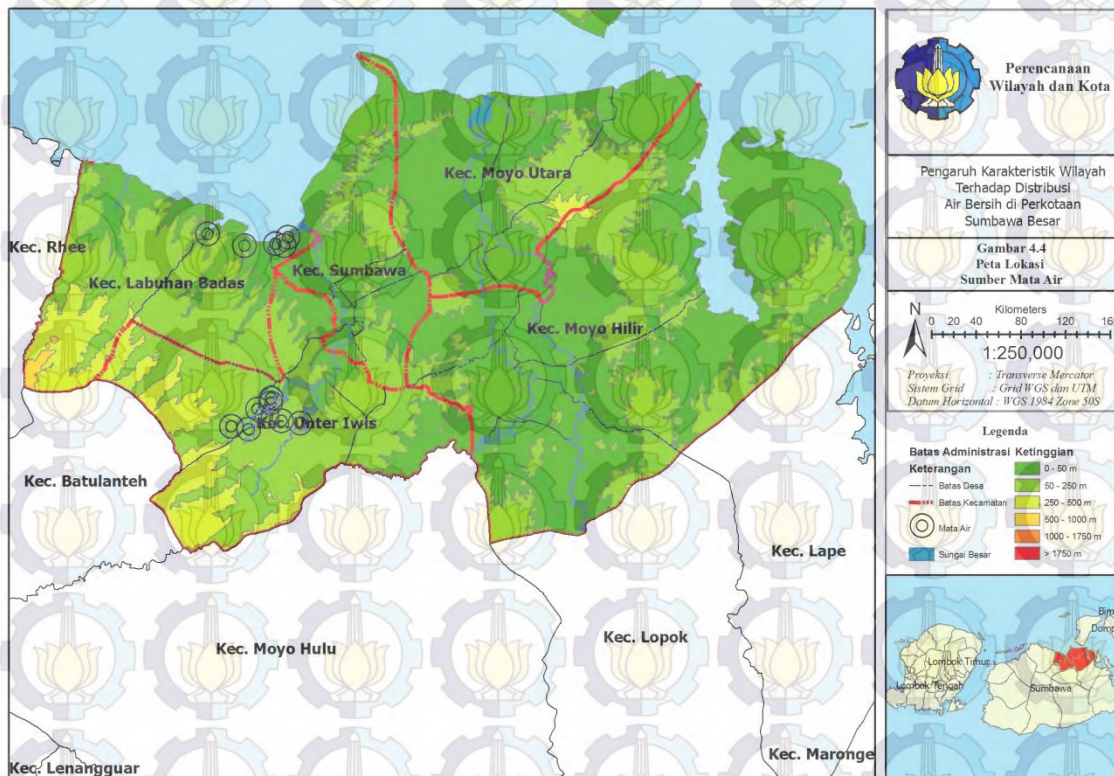 Kec. Moyo Utara
Kec. Rhee
Kec. Sumbawa
Kec. Labuhan Badas
Kec. Moyo Hilir
Kec. Unter Iwis
Kec. Batulanteh
Kec. Lape
Kec. Lopok
Kec. Moyo Hulu
Kec. Maronge
Kec. Lenangguar
Perencanaan
Wilayah dan Kota
Pengaruh Karakteristik Wilayah
Terhadap Distribusi
Air Bersih di Perkotaan
Sumbawa Besar
Gambar 4.4
Peta Lokasi
Sumber Mata Air
N
Kilometers
0 20 40 80 120 160
1:250,000
Proyeksi : Transverse Mercator
Sistem Grid : Grid WGS dan UTM
Datum Horizontal : WGS 1984 Zone 50S
Legenda
Batas Administrasi Ketinggian
Keterangan
Batas Desa
Batas Kecamatan
Mata Air
Sungai Besar
0 - 50 m
50 - 250 m
250 - 500 m
500 - 1000 m
1000 - 1750 m
> 1750 m
Lombok Timur
Lombok Tengah
Sumbawa